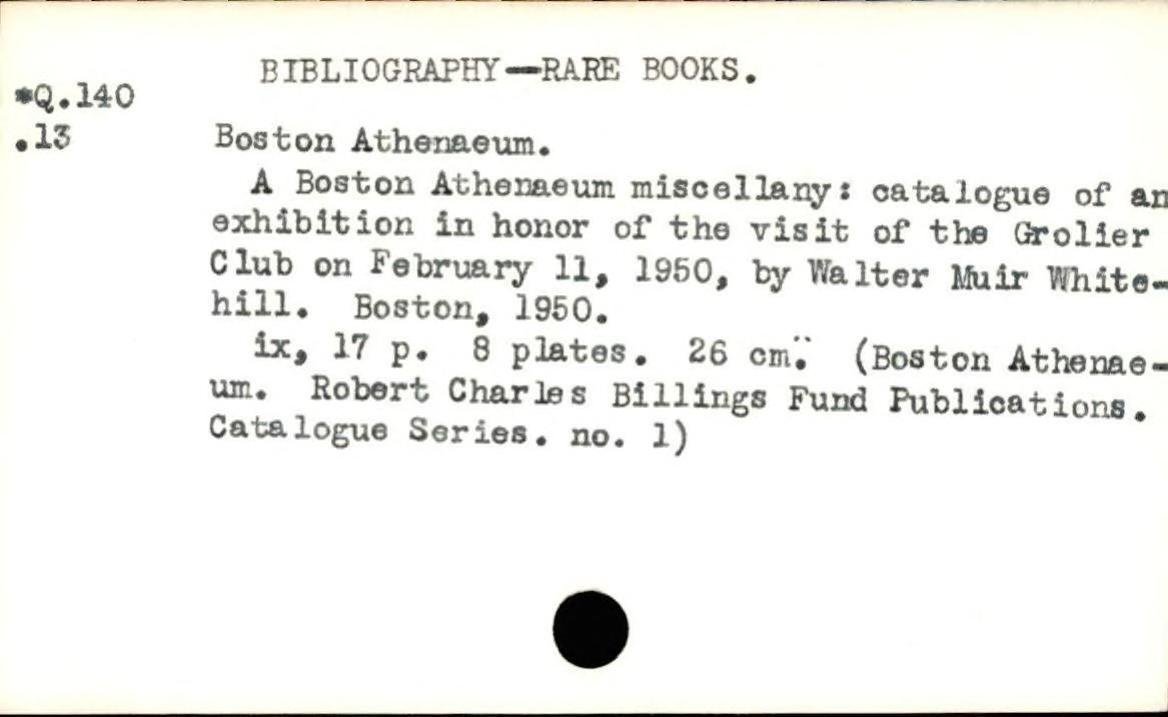 BIBLIOGRAPHY—RARE BOOKS.
*Q.140
.13
Boston Athenaeum.
A Boston Athenaeum miscellany: catalogue of an
exhibition in honor of the visit of the Grolier
Club on February 11, 1950, by Walter Muir White-
hill. Boston, 1950.
ix, 17 p. 8 plates. 26 cm. (Boston Athenae-
um. Robert Charles Billings Fund Publications.
Catalogue Series. no. 1)